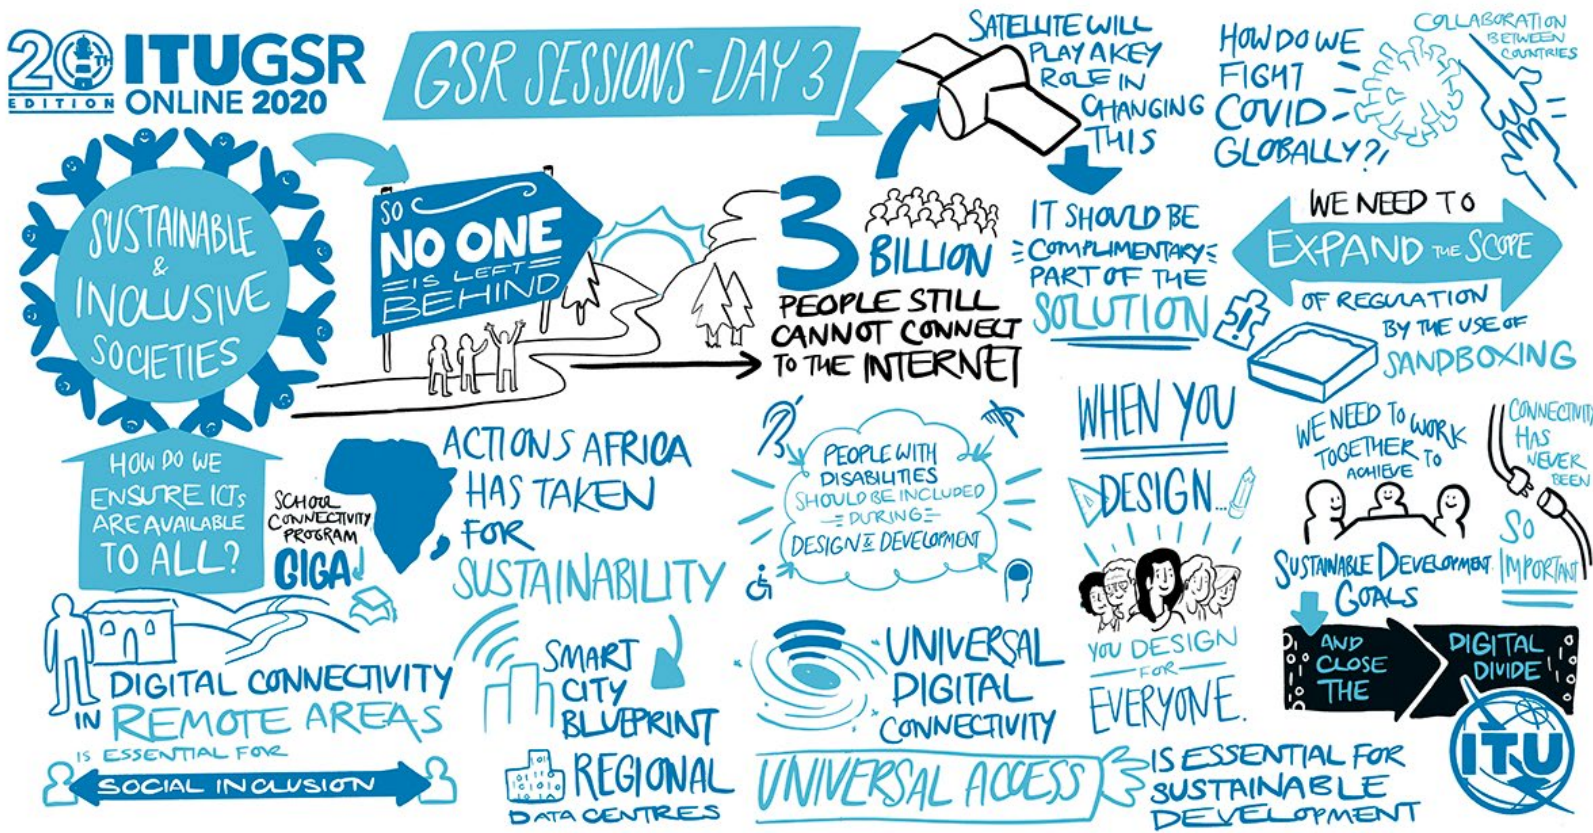 20TH
EDITION
ITUGSR
ONLINE 2020
GSR SESSIONS - DAY 3
SUSTAINABLE
&
INCLUSIVE
SOCIETIES
SO
NO ONE
IS LEFT
BEHIND
3
BILLION
PEOPLE STILL
CANNOT CONNECT
TO THE INTERNET
SATELLITE WILL
PLAY A KEY
ROLE IN
CHANGING
THIS
IT SHOULD BE
COMPLIMENTARY
PART OF THE
SOLUTION
HOW DO WE
FIGHT
COVID
GLOBALLY?!
COLLABORATION
BETWEEN
COUNTRIES
WE NEED TO
EXPAND THE SCOPE
OF REGULATION
BY THE USE OF
SANDBOXING
HOW DO WE
ENSURE ICTs
ARE AVAILABLE
TO ALL?
SCHOOL
CONNECTIVITY
PROGRAM
GIGA
ACTIONS AFRICA
HAS TAKEN
FOR
SUSTAINABILITY
PEOPLE WITH
DISABILITIES
SHOULD BE INCLUDED
DURING
DESIGN & DEVELOPMENT
WHEN YOU
DESIGN...
YOU DESIGN
FOR
EVERYONE.
WE NEED TO WORK
TOGETHER TO
ACHIEVE
SUSTAINABLE DEVELOPMENT
GOALS
AND
CLOSE
THE
DIGITAL
DIVIDE
CONNECTIVITY
HAS
NEVER
BEEN
SO
IMPORTANT
DIGITAL CONNECTIVITY
IN REMOTE AREAS
IS ESSENTIAL FOR
SOCIAL INCLUSION
SMART
CITY
BLUEPRINT
REGIONAL
DATA CENTRES
UNIVERSAL
DIGITAL
CONNECTIVITY
UNIVERSAL ACCESS
IS ESSENTIAL FOR
SUSTAINABLE
DEVELOPMENT
ITU